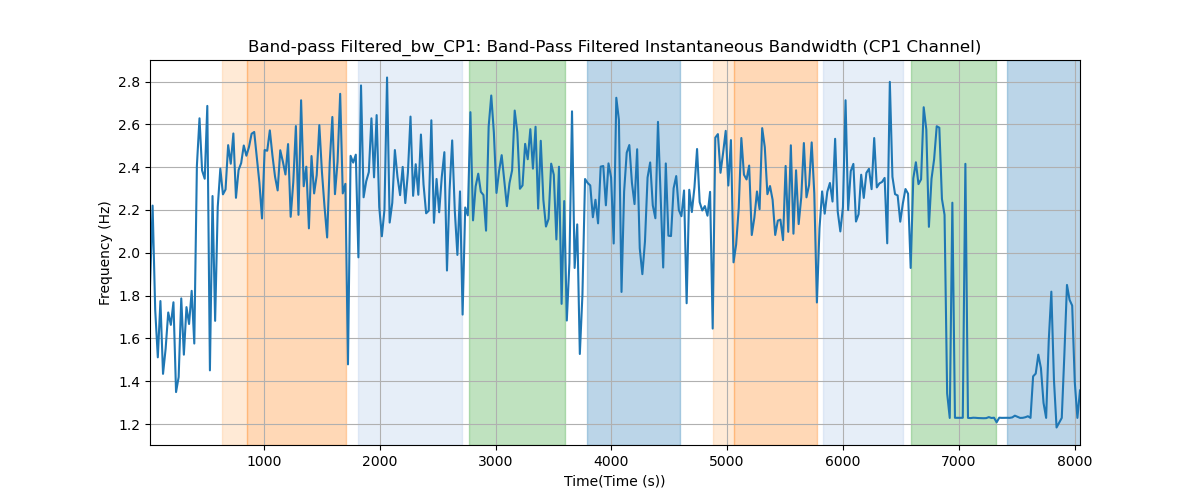 Band-pass Filtered_bw_CP1: Band-Pass Filtered Instantaneous Bandwidth (CP1 Channel)
Frequency (Hz)
2.8
2.6
2.4
2.2
2.0
1.8
1.6
1.4
1.2
1000 2000 3000 4000 5000 6000 7000 8000
Time(Time (s))